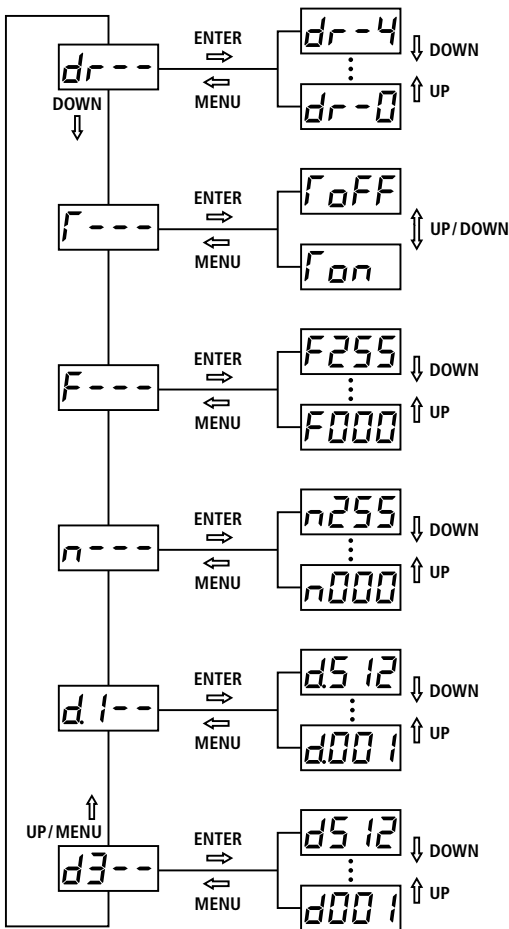 dr-4
ENTER
dr--
DOWN
MENU
UP
DOWN
dr-0
ΓoFF
ENTER
Γ---
UP/DOWN
MENU
Γon
F255
ENTER
DOWN
F---
MENU
UP
F000
n255
ENTER
DOWN
n---
MENU
UP
n000
d.512
ENTER
DOWN
d.1--
MENU
UP
d.001
UP/MENU
d512
ENTER
DOWN
d3--
MENU
UP
d001